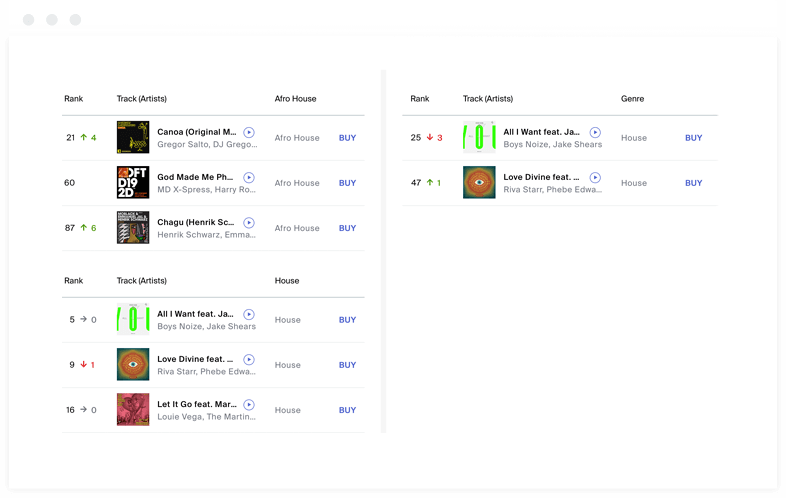 Rank Track (Artists) Afro House
21 ↑ 4 Canoa (Original M... Afro House BUY
Gregor Salto, DJ Grego...
60 God Made Me Ph... Afro House BUY
MD X-Spress, Harry Ro...
87 ↑ 6 Chagu (Henrik Sc... Afro House BUY
Henrik Schwarz, Emma...
Rank Track (Artists) House
5 → 0 All I Want feat. Ja... House BUY
Boys Noize, Jake Shears
9 ↓ 1 Love Divine feat. ... House BUY
Riva Starr, Phebe Edwa...
16 → 0 Let It Go feat. Mar... House BUY
Louie Vega, The Martin...
Rank Track (Artists) Genre
25 ↓ 3 All I Want feat. Ja... House BUY
Boys Noize, Jake Shears
47 ↑ 1 Love Divine feat. ... House BUY
Riva Starr, Phebe Edwa...